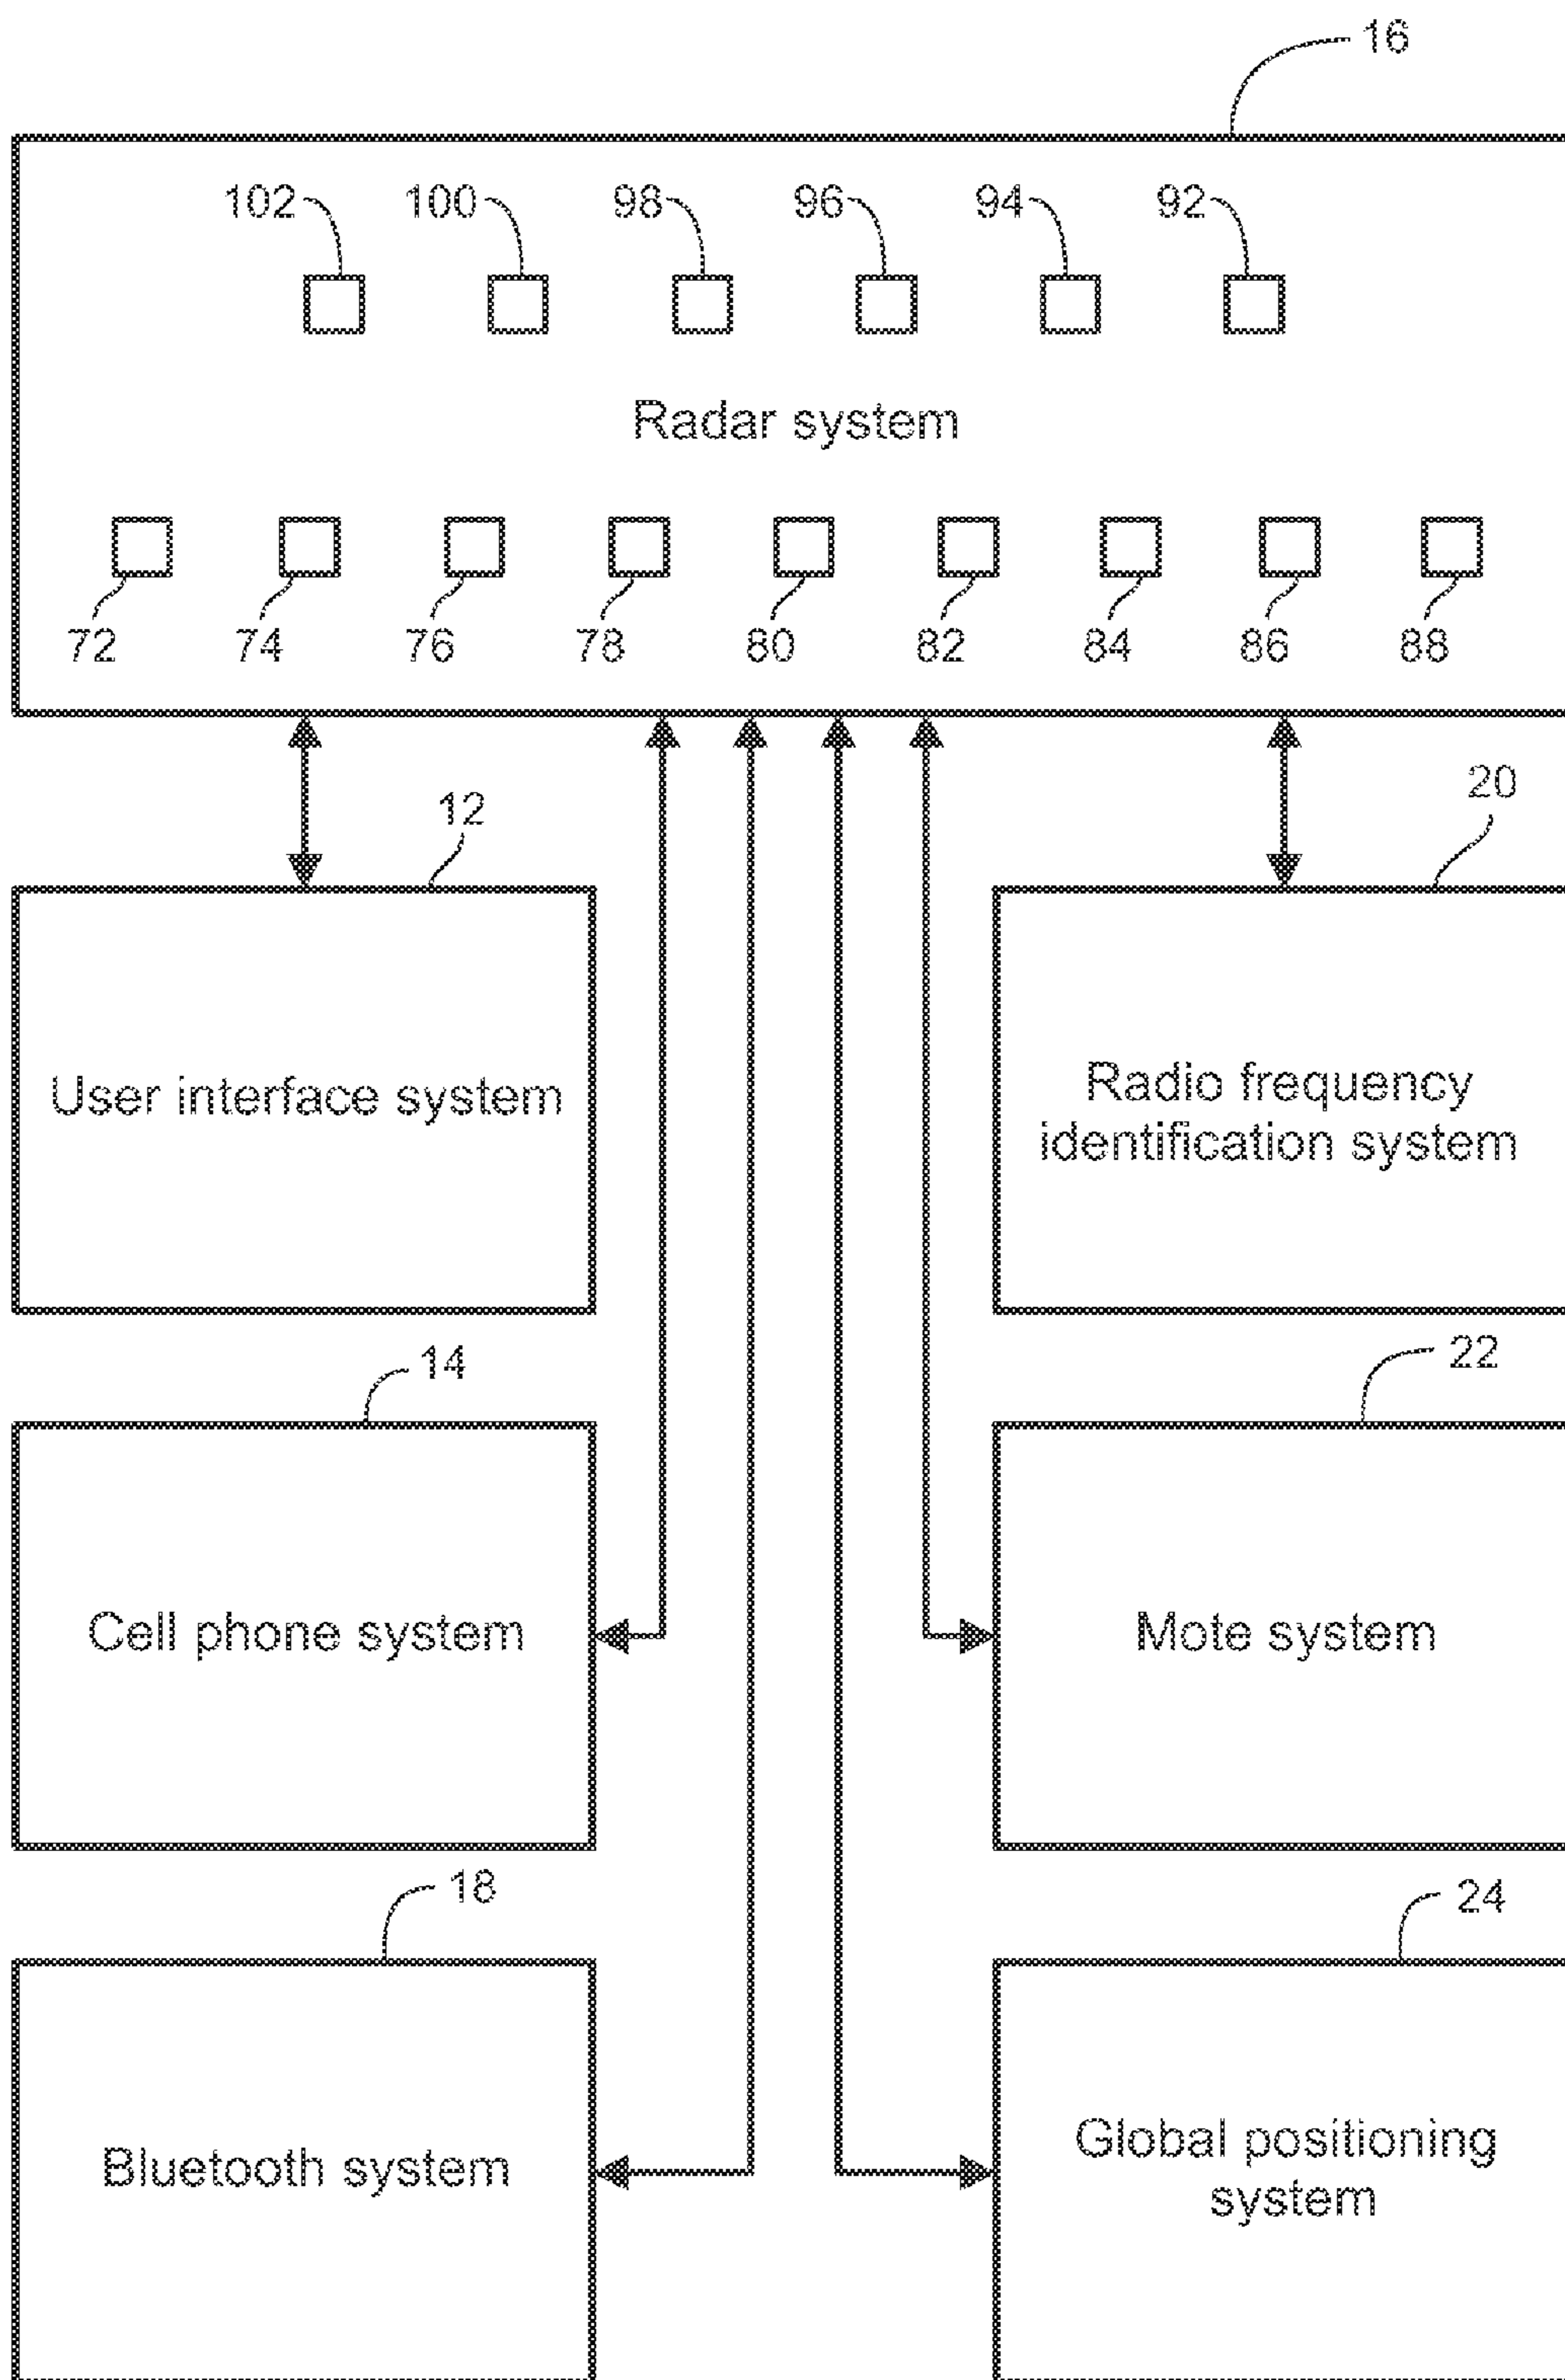 16
102 100 98 96 94 92
Radar system
72 74 76 78 80 82 84 86 88
12
20
User interface system
Radio frequency
identification system
14
22
Cell phone system
Mote system
18
24
Bluetooth system
Global positioning
system